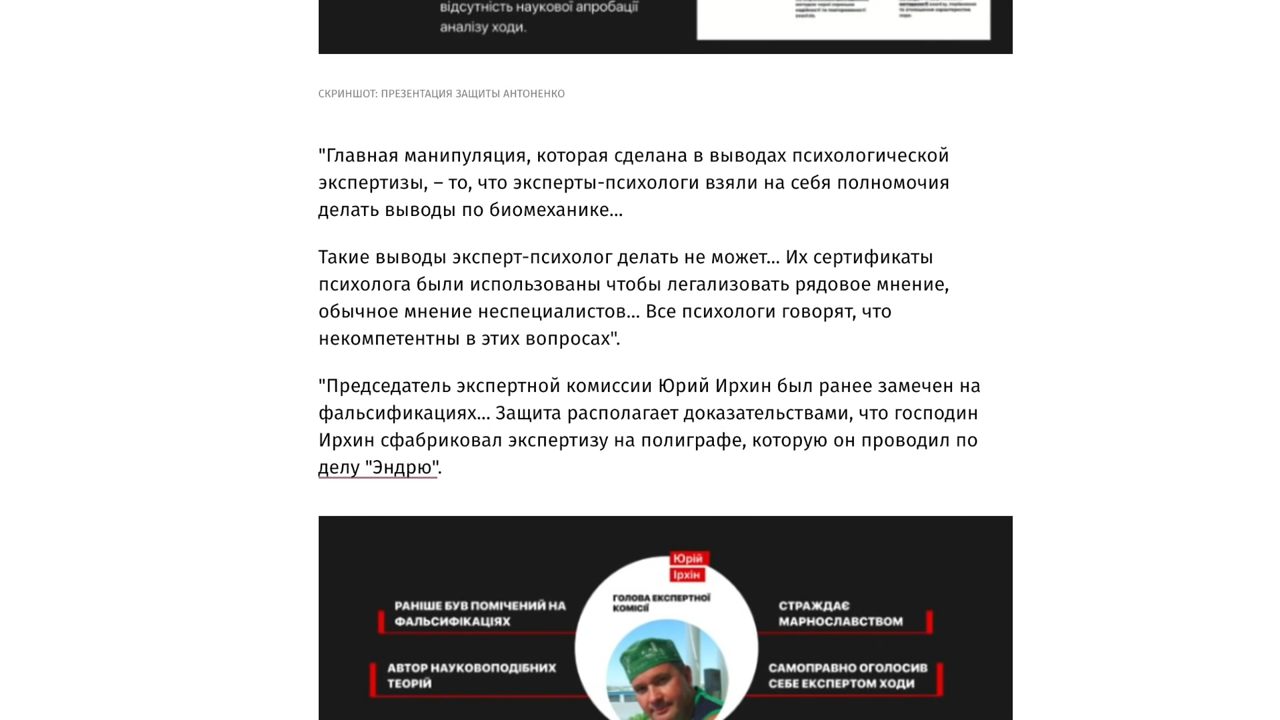 відсутність наукової апробації
аналізу ходи.
СКРИНШОТ: ПРЕЗЕНТАЦИЯ ЗАЩИТЫ АНТОНЕНКО
"Главная манипуляция, которая сделана в выводах психологической
экспертизы, – то, что эксперты-психологи взяли на себя полномочия
делать выводы по биомеханике...
Такие выводы эксперт-психолог делать не может... Их сертификаты
психолога были использованы чтобы легализовать рядовое мнение,
обычное мнение неспециалистов... Все психологи говорят, что
некомпетентны в этих вопросах".
"Председатель экспертной комиссии Юрий Ирхин был ранее замечен на
фальсификациях... Защита располагает доказательствами, что господин
Ирхин сфабриковал экспертизу на полиграфе, которую он проводил по
делу "Эндрю".
Юрій
Ірхін
ГОЛОВА ЕКСПЕРТНОЇ
КОМІСІЇ
РАНІШЕ БУВ ПОМІЧЕНИЙ НА
ФАЛЬСИФІКАЦІЯХ
СТРАЖДАЄ
МАРНОСЛАВСТВОМ
АВТОР НАУКОВОПОДІБНИХ
ТЕОРІЙ
САМОПРАВНО ОГОЛОСИВ
СЕБЕ ЕКСПЕРТОМ ХОДИ